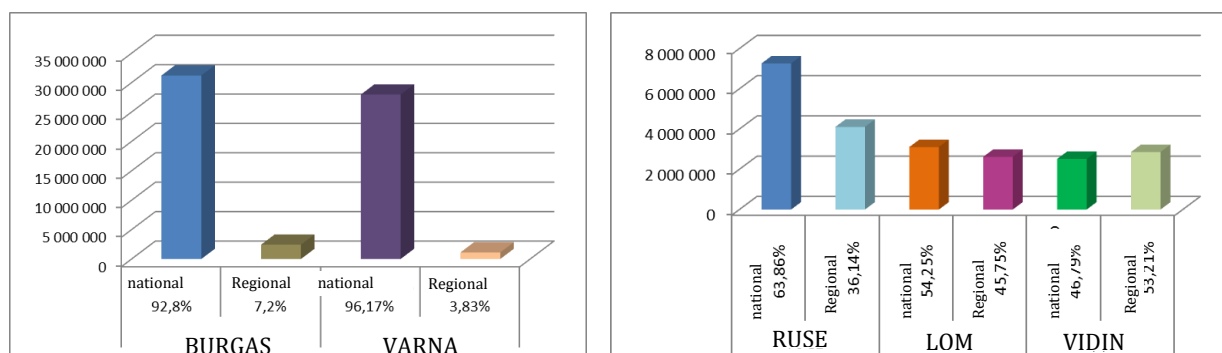 35 000 000
30 000 000
25 000 000
20 000 000
15 000 000
10 000 000
5 000 000
0
national Regional national Regional
92,8% 7,2% 96,17% 3,83%
BURGAS VARNA
8 000 000
6 000 000
4 000 000
2 000 000
0
national
63,86%
Regional
36,14%
national
54,25%
Regional
45,75%
national
46,79%
Regional
53,21%
RUSE LOM VIDIN